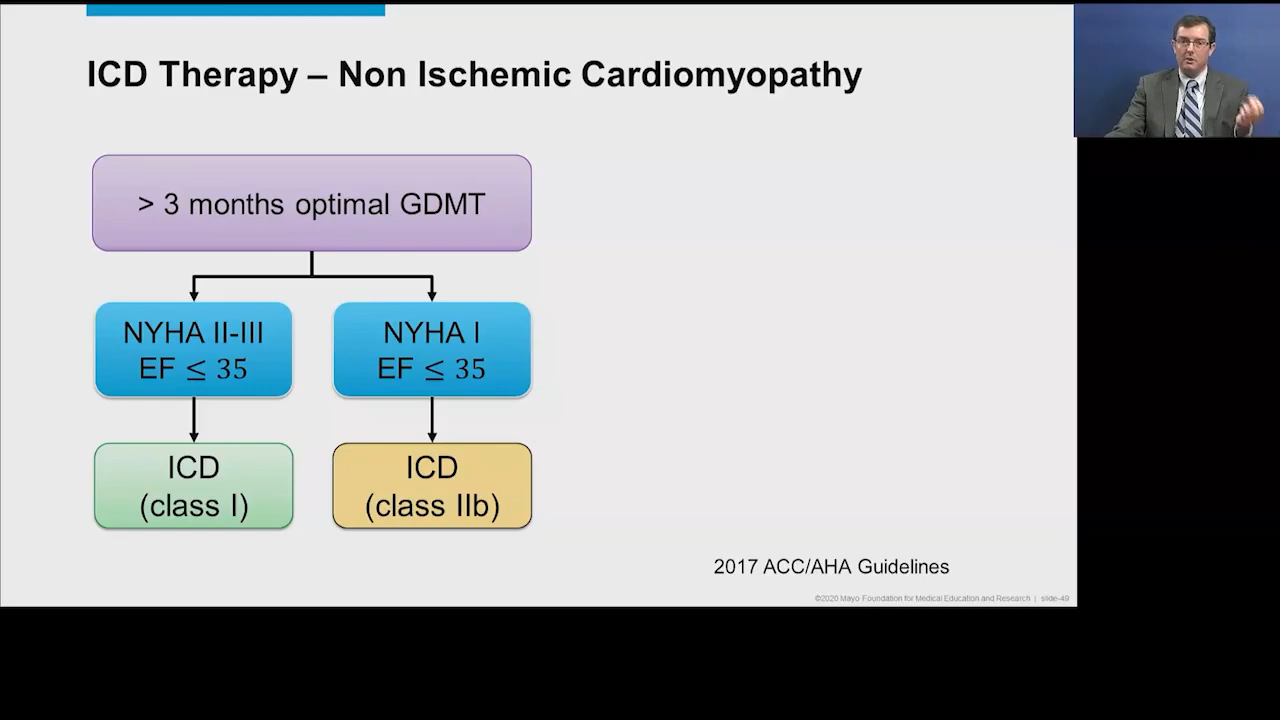 ICD Therapy – Non Ischemic Cardiomyopathy
> 3 months optimal GDMT
NYHA II-III
EF ≤ 35
NYHA I
EF ≤ 35
ICD
(class I)
ICD
(class IIb)
2017 ACC/AHA Guidelines
©2020 Mayo Foundation for Medical Education and Research | slide-49